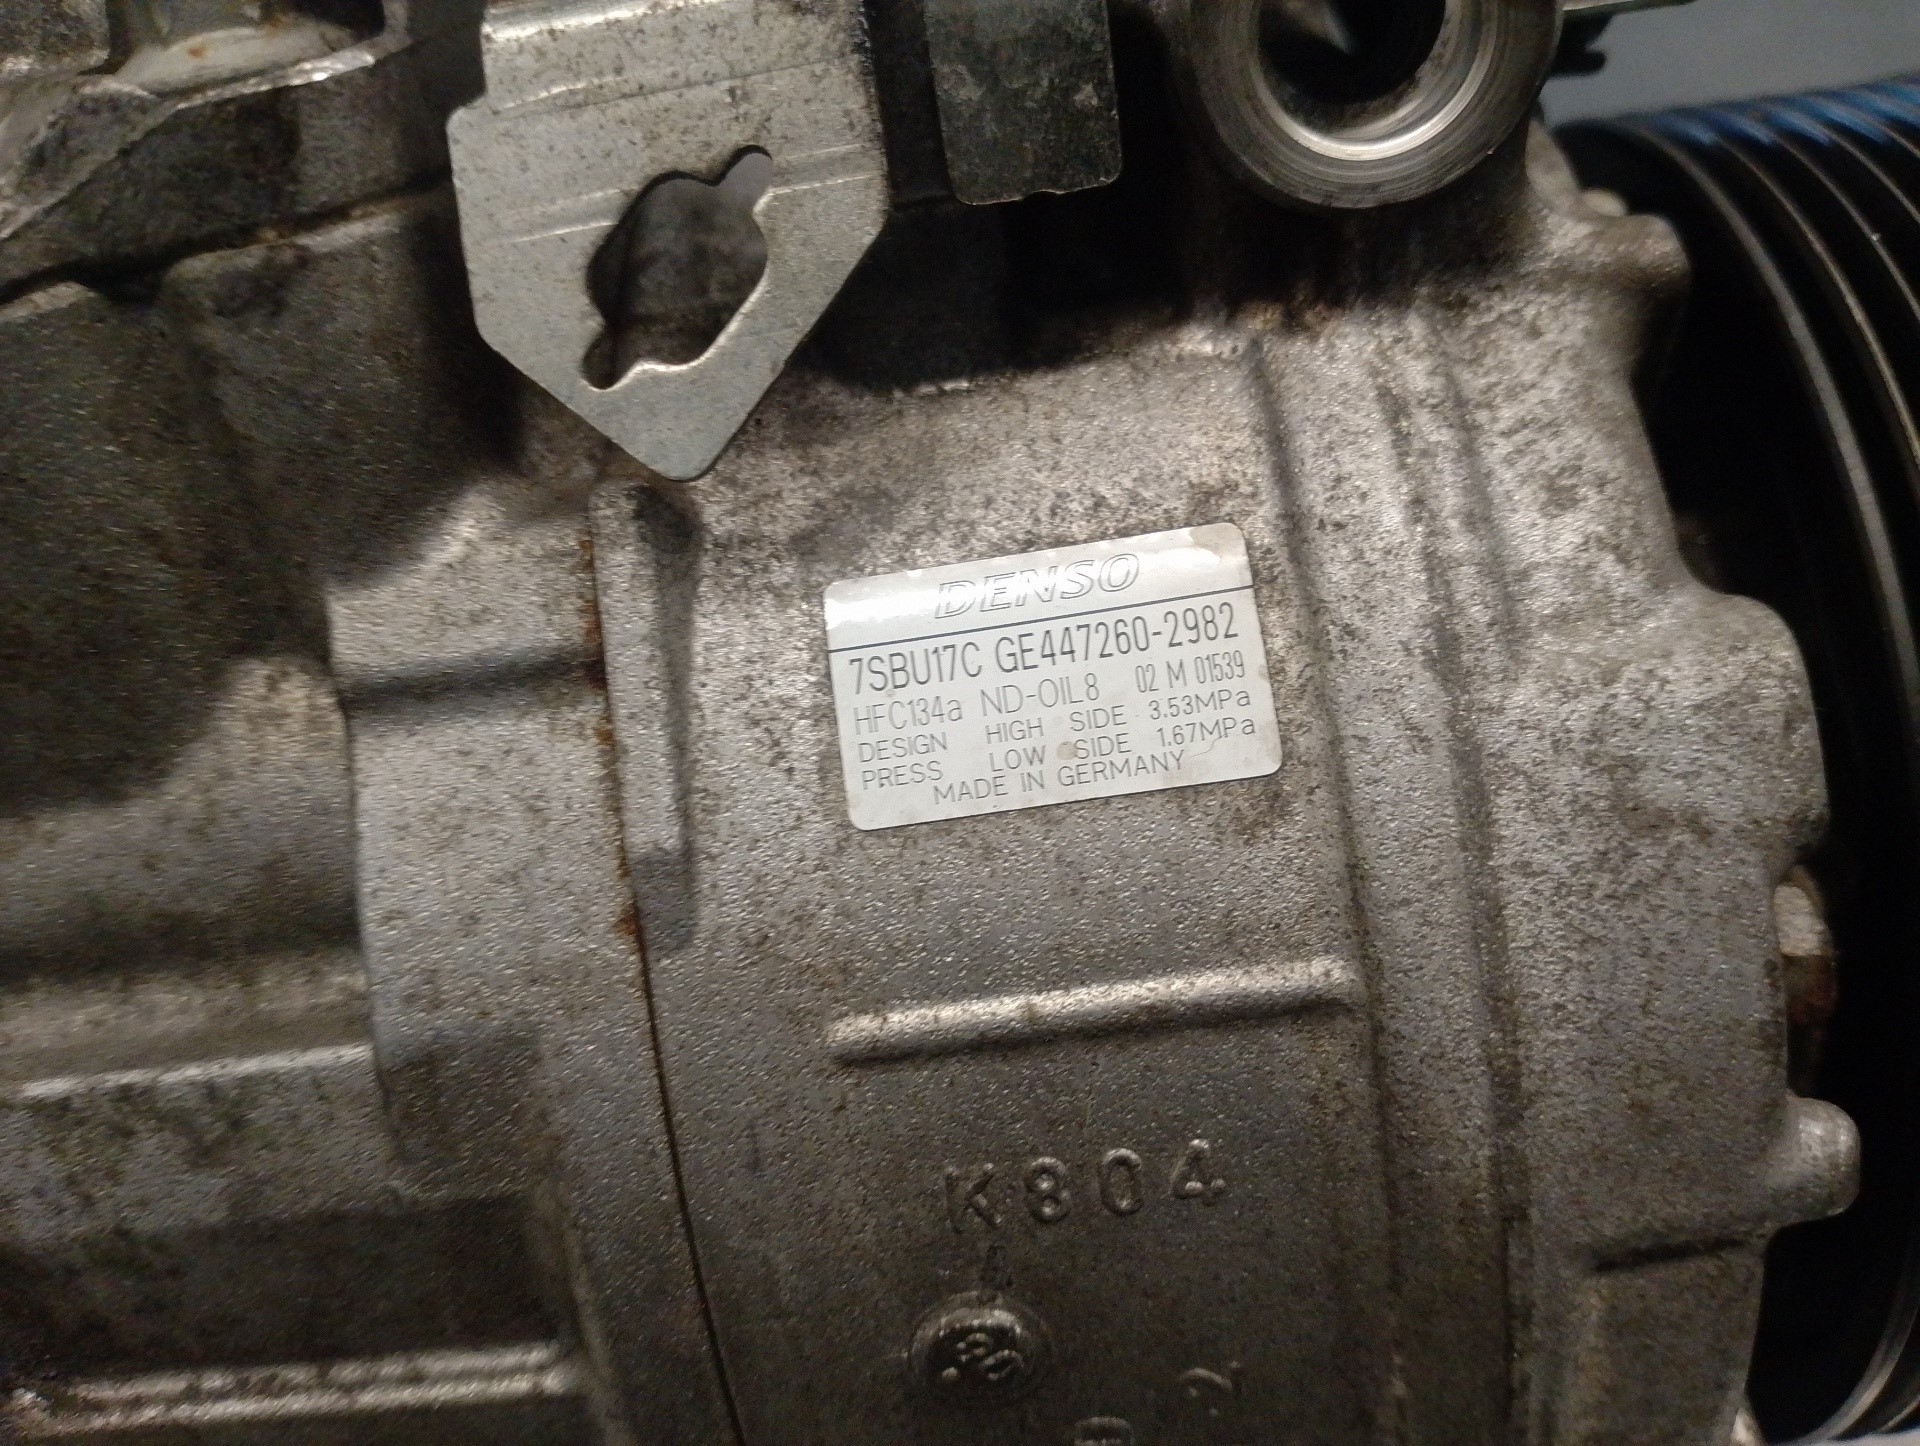 DENSO
7SBU17C GE447260-2982
HFC134a ND-OIL8 02 M 01539
DESIGN HIGH SIDE 3.53MPa
PRESS LOW SIDE 1.67MPa
MADE IN GERMANY
K804